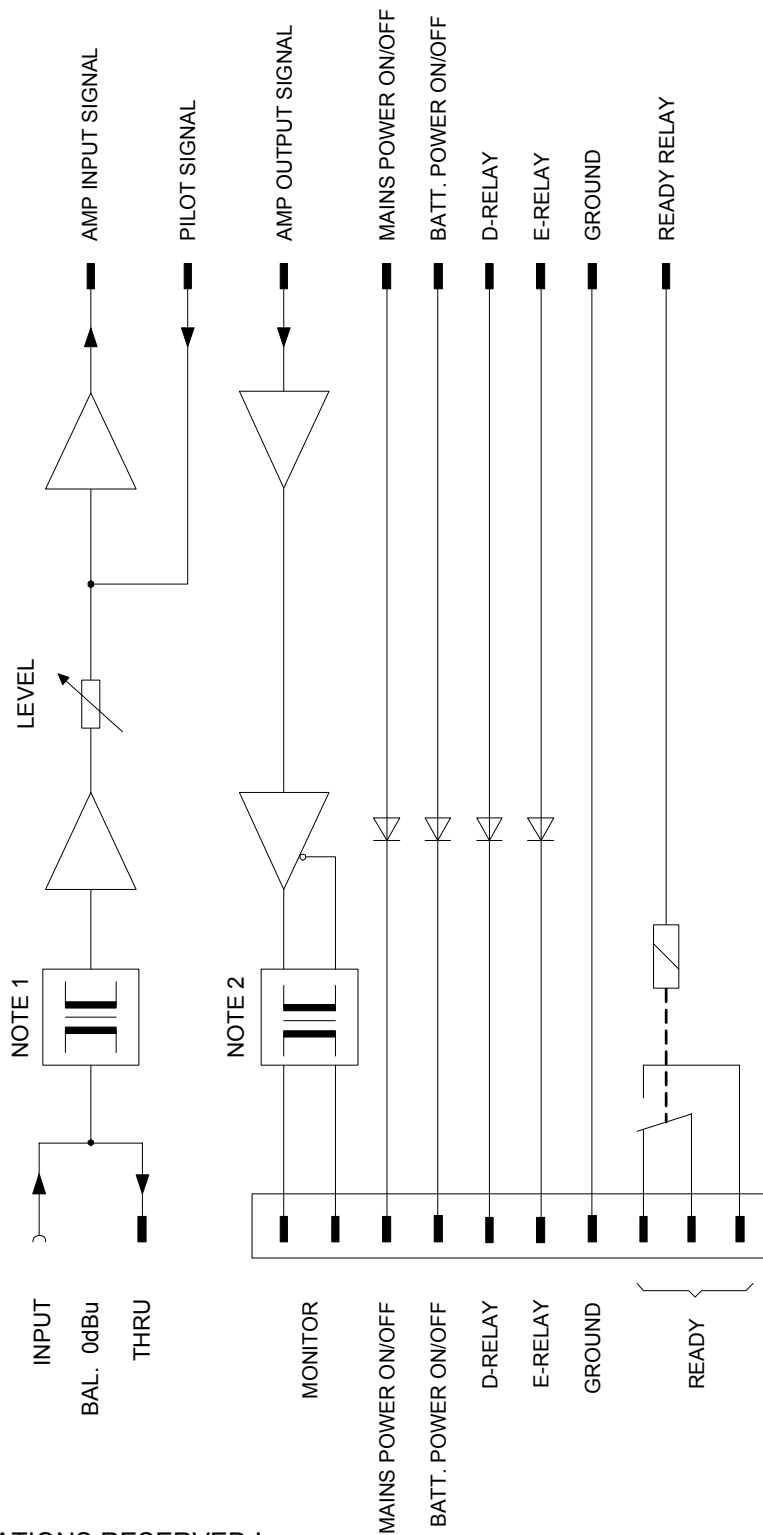 AMP INPUT SIGNAL
PILOT SIGNAL
AMP OUTPUT SIGNAL
MAINS POWER ON/OFF
BATT. POWER ON/OFF
D-RELAY
E-RELAY
GROUND
READY RELAY
LEVEL
NOTE 1
NOTE 2
INPUT
BAL. 0dBu
THRU
MONITOR
MAINS POWER ON/OFF
BATT. POWER ON/OFF
D-RELAY
E-RELAY
GROUND
READY